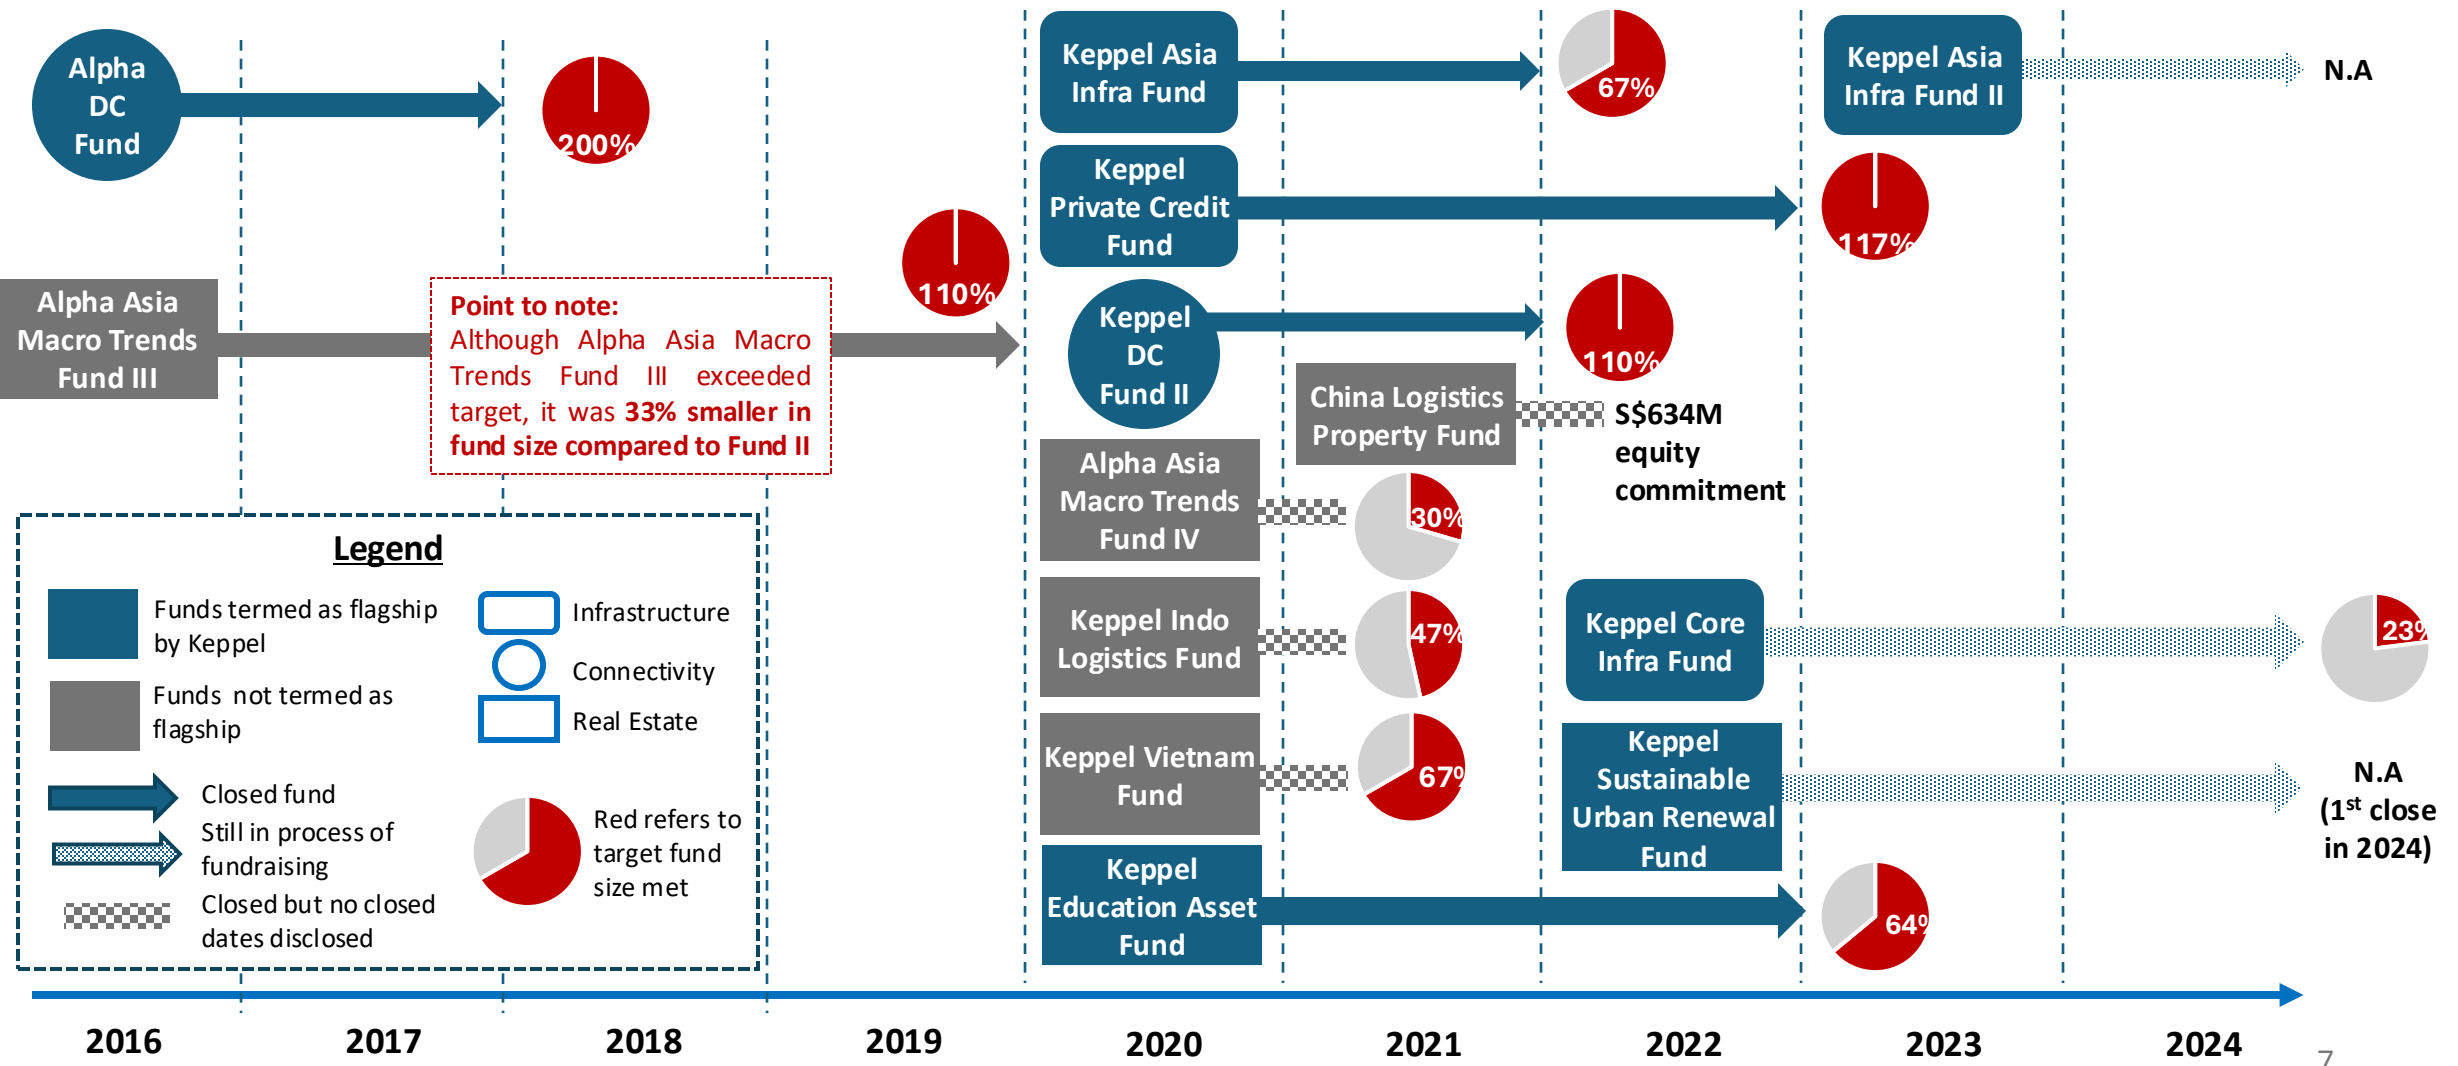 Alpha
DC
Fund
200%
Keppel Asia
Infra Fund
67%
Keppel Asia
Infra Fund II
N.A
Keppel
Private Credit
Fund
117%
Alpha Asia
Macro Trends
Fund III
Point to note:
Although Alpha Asia Macro
Trends Fund III exceeded
target, it was 33% smaller in
fund size compared to Fund II
110%
Keppel
DC
Fund II
110%
China Logistics
Property Fund
S$634M
equity
commitment
Alpha Asia
Macro Trends
Fund IV
30%
Keppel Indo
Logistics Fund
47%
Keppel Core
Infra Fund
23%
Keppel Vietnam
Fund
67%
Keppel
Sustainable
Urban Renewal
Fund
N.A
(1st close
in 2024)
Keppel
Education Asset
Fund
64%
Legend
Funds termed as flagship
by Keppel
Funds not termed as
flagship
Closed fund
Still in process of
fundraising
Closed but no closed
dates disclosed
Infrastructure
Connectivity
Real Estate
Red refers to
target fund
size met
2016
2017
2018
2019
2020
2021
2022
2023
2024
7